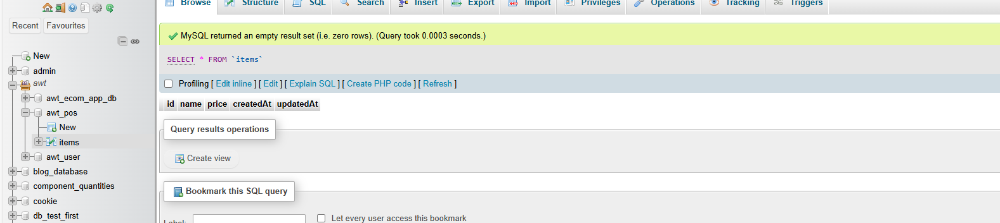 Browse Structure SQL Search Insert Export Import Privileges Operations Tracking Triggers
Recent Favourites
New
admin
awt
awt_ecom_app_db
awt_pos
New
items
awt_user
blog_database
component_quantities
cookie
db_test_first
MySQL returned an empty result set (i.e. zero rows). (Query took 0.0003 seconds.)
SELECT * FROM `items`
Profiling [ Edit inline ] [ Edit ] [ Explain SQL ] [ Create PHP code ] [ Refresh ]
id name price createdAt updatedAt
Query results operations
Create view
Bookmark this SQL query
Label: Let every user access this bookmark